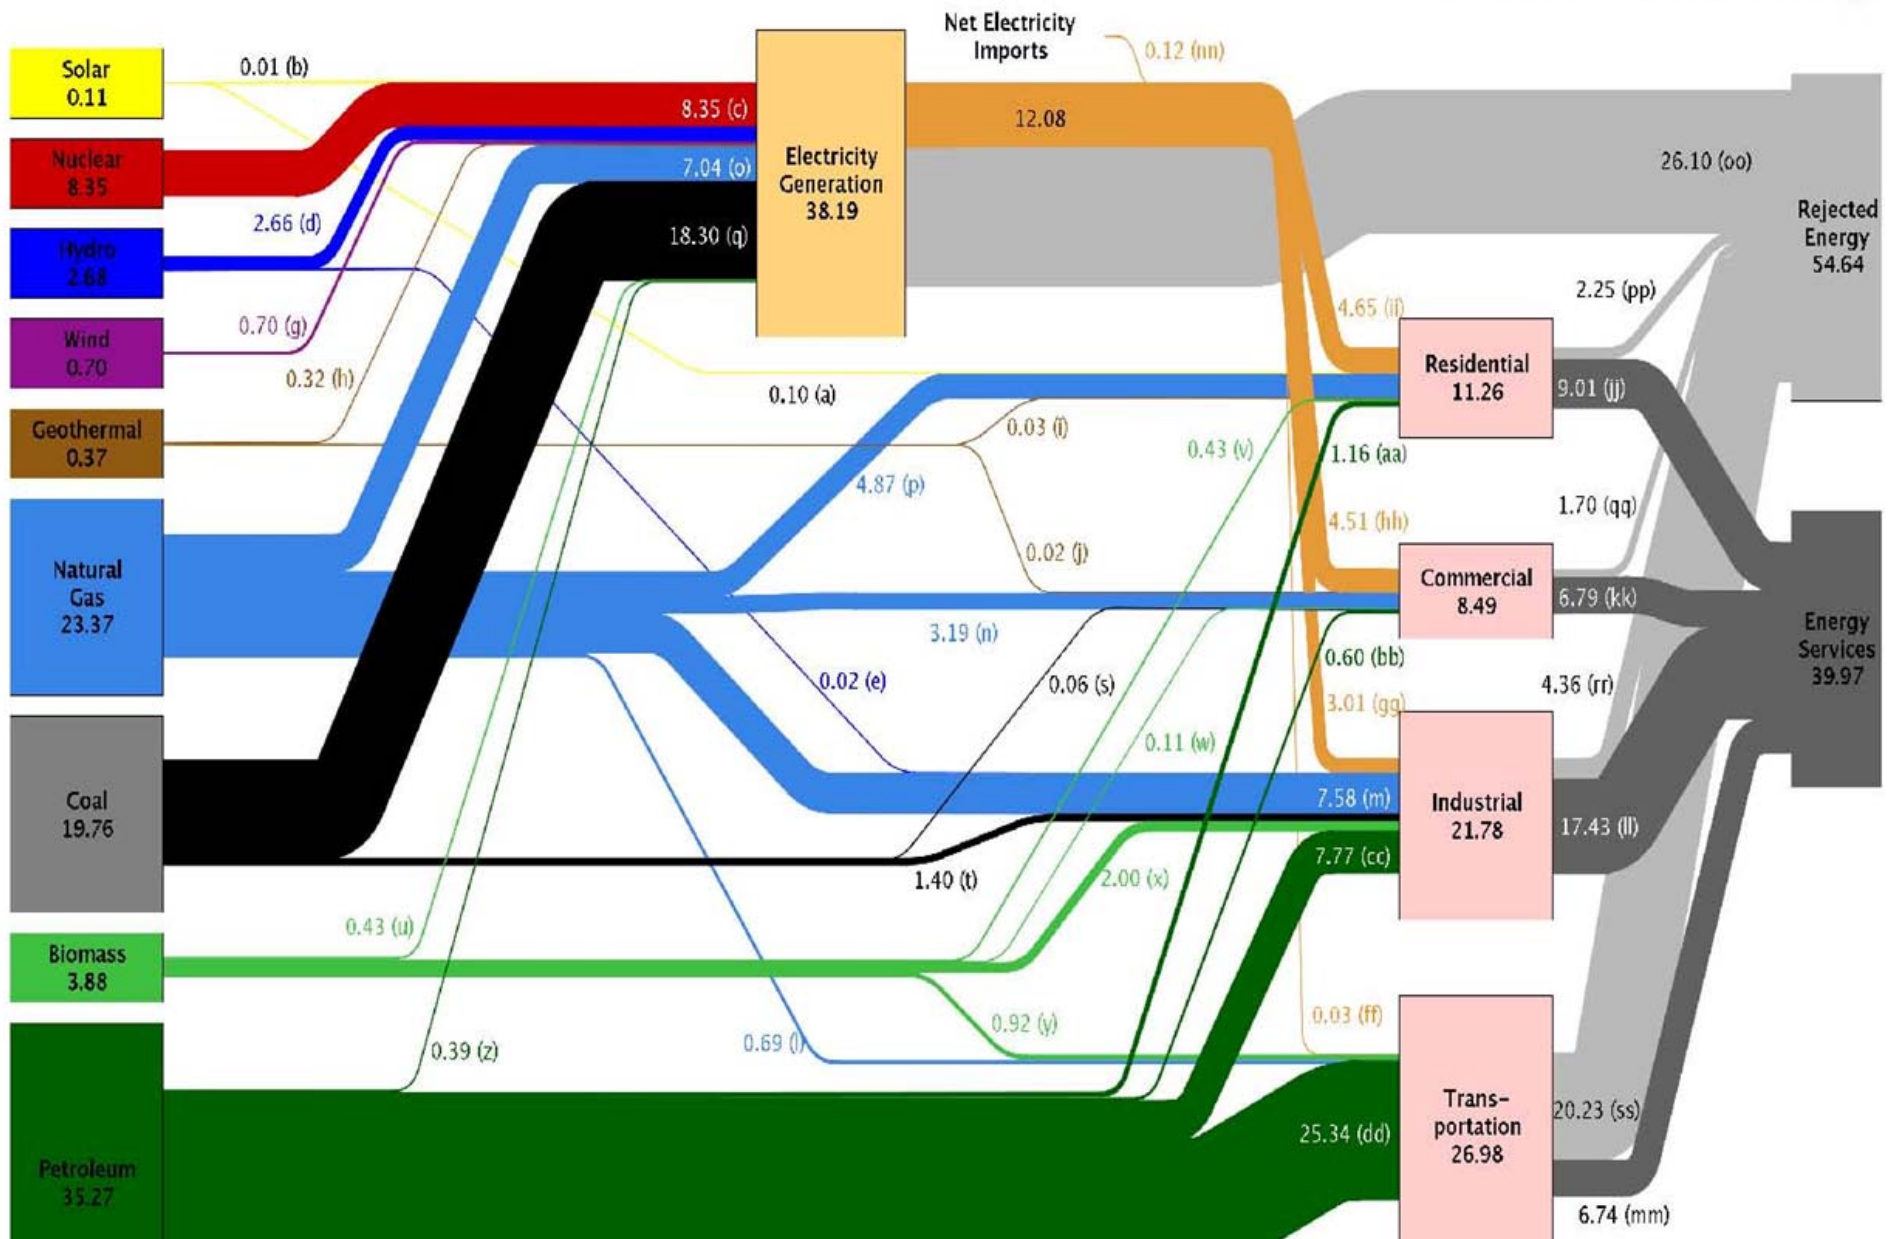 Net Electricity
Imports
0.12 (nn)
Solar
0.11
0.01 (b)
Nuclear
8.35
8.35 (c)
12.08
Electricity
Generation
38.19
7.04 (o)
26.10 (oo)
Rejected
Energy
54.64
2.66 (d)
Hydro
2.68
18.30 (q)
Wind
0.70
0.70 (g)
2.25 (pp)
4.65 (ii)
0.32 (h)
Residential
11.26
9.01 (jj)
0.10 (a)
Geothermal
0.37
0.03 (i)
0.43 (v)
1.16 (aa)
4.87 (p)
1.70 (qq)
4.51 (hh)
0.02 (j)
Natural
Gas
23.37
Commercial
8.49
6.79 (kk)
3.19 (n)
Energy
Services
39.97
0.60 (bb)
0.02 (e)
0.06 (s)
4.36 (rr)
3.01 (gg)
0.11 (w)
Coal
19.76
7.58 (m)
Industrial
21.78
17.43 (ll)
7.77 (cc)
1.40 (t)
2.00 (x)
0.43 (u)
Biomass
3.88
0.92 (y)
0.03 (ff)
0.69 (l)
0.39 (z)
Trans-
portation
26.98
20.23 (ss)
25.34 (dd)
Petroleum
35.27
6.74 (mm)